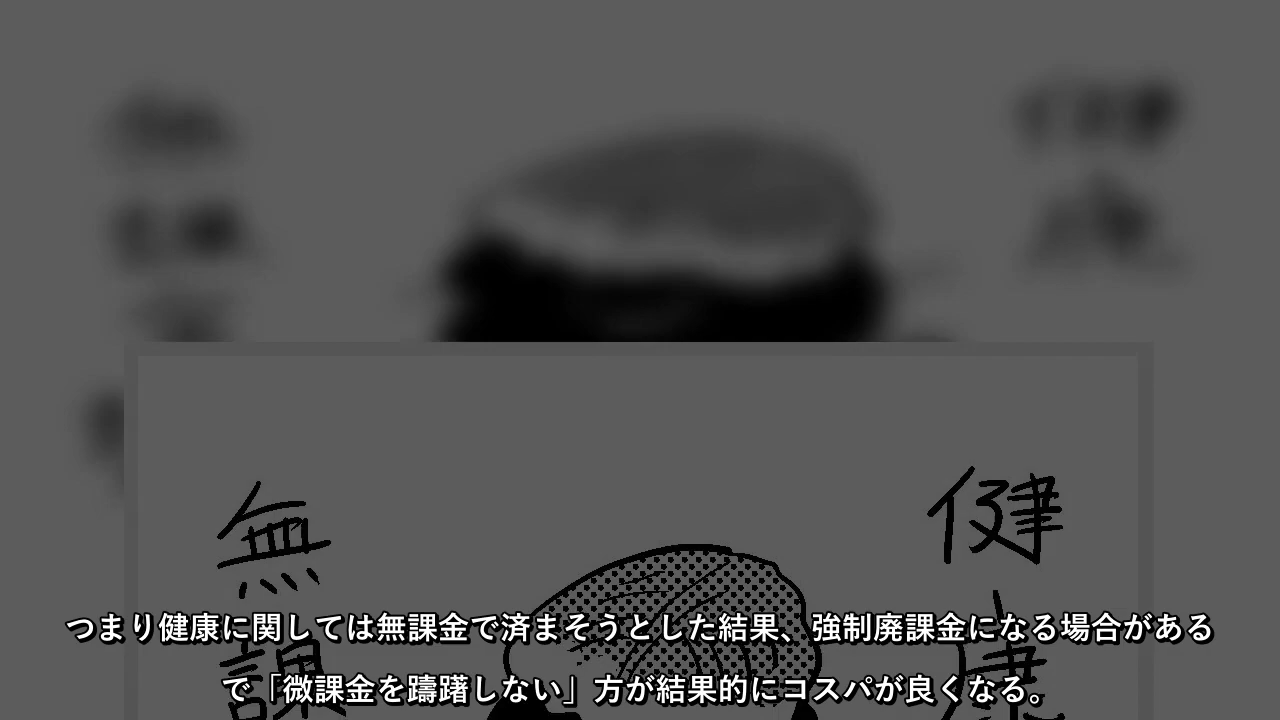 健康
無課
つまり健康に関しては無課金で済まそうとした結果、強制廃課金になる場合がある
で「微課金を躊躇しない」方が結果的にコスパが良くなる。